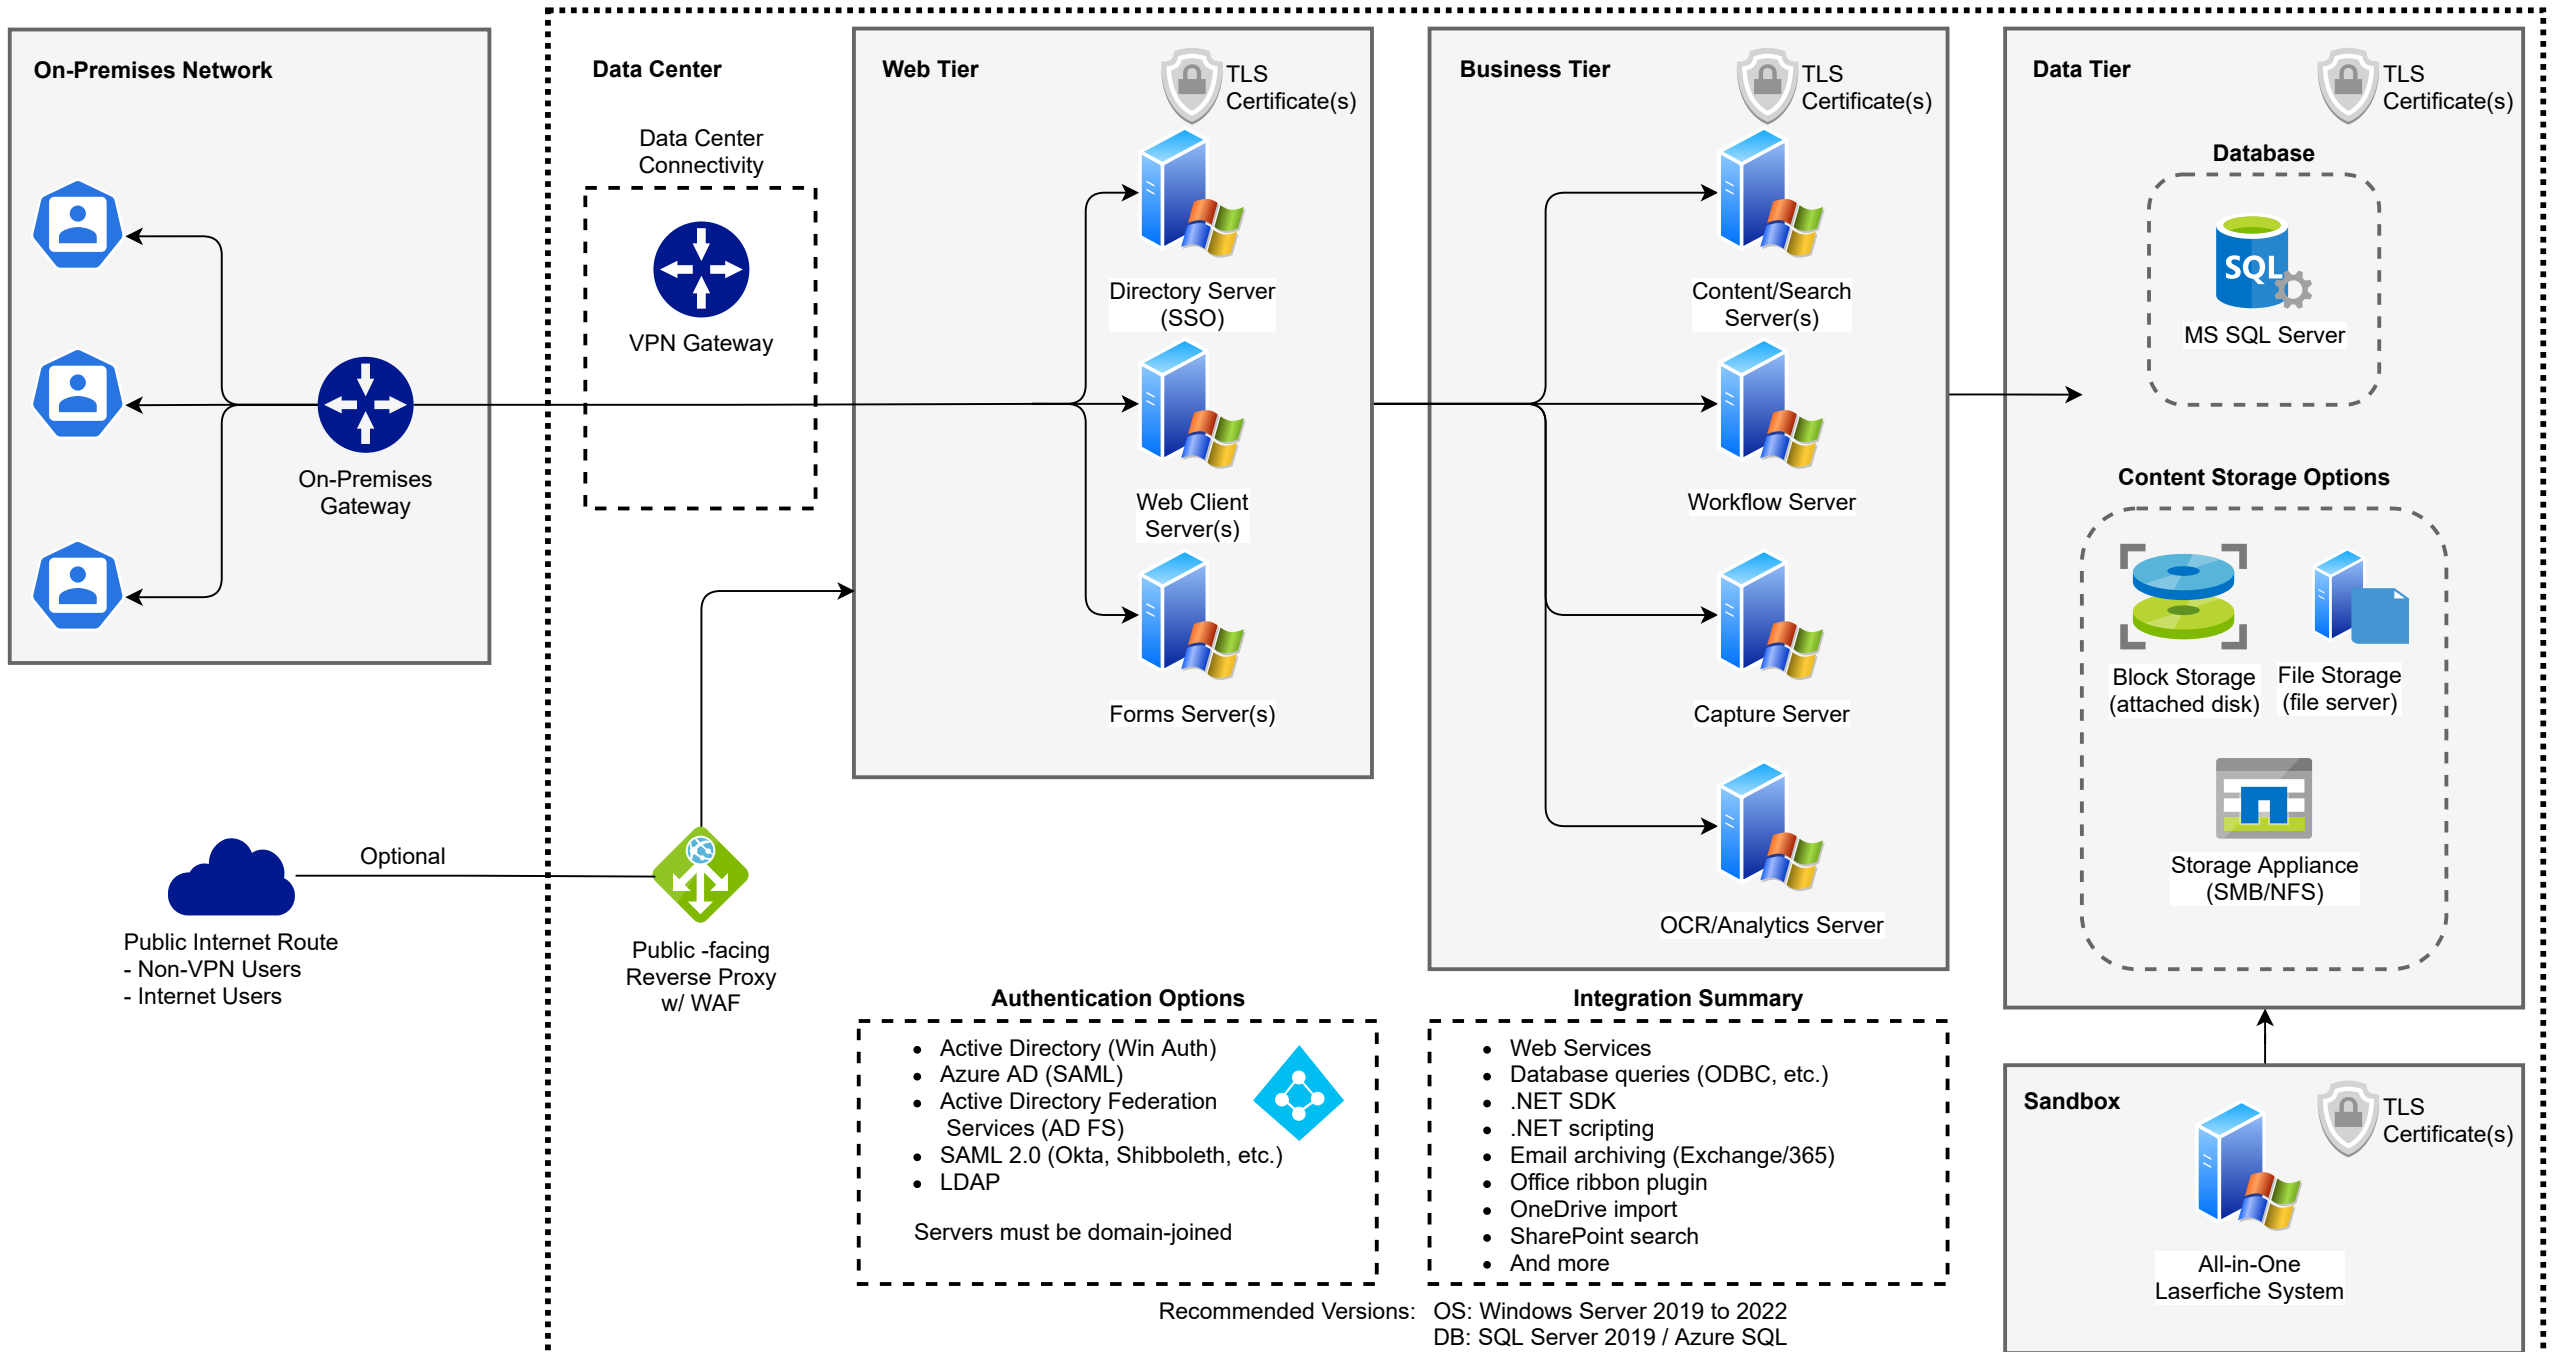 On-Premises Network
On-Premises
Gateway
Data Center
Data Center
Connectivity
VPN Gateway
Web Tier
TLS
Certificate(s)
Directory Server
(SSO)
Web Client
Server(s)
Forms Server(s)
Business Tier
TLS
Certificate(s)
Content/Search
Server(s)
Workflow Server
Capture Server
OCR/Analytics Server
Data Tier
TLS
Certificate(s)
Database
SQL
MS SQL Server
Content Storage Options
Block Storage
(attached disk)
File Storage
(file server)
Storage Appliance
(SMB/NFS)
Optional
Public Internet Route
- Non-VPN Users
- Internet Users
Public -facing
Reverse Proxy
w/ WAF
Authentication Options
• Active Directory (Win Auth)
• Azure AD (SAML)
• Active Directory Federation
Services (AD FS)
• SAML 2.0 (Okta, Shibboleth, etc.)
• LDAP
Servers must be domain-joined
Integration Summary
• Web Services
• Database queries (ODBC, etc.)
• .NET SDK
• .NET scripting
• Email archiving (Exchange/365)
• Office ribbon plugin
• OneDrive import
• SharePoint search
• And more
Sandbox
TLS
Certificate(s)
All-in-One
Laserfiche System
Recommended Versions: OS: Windows Server 2019 to 2022
DB: SQL Server 2019 / Azure SQL